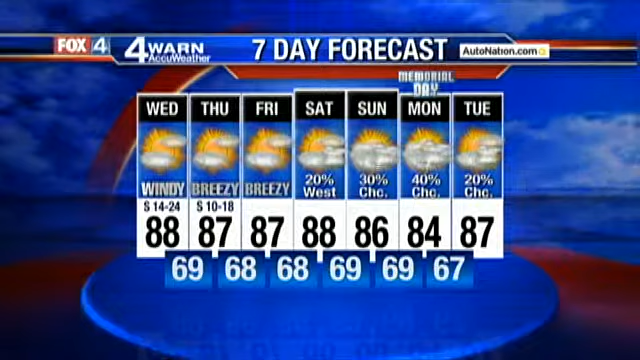 FOX 4
4WARN
AccuWeather
7 DAY FORECAST
AutoNation.com
MEMORIAL
DAY
WED THU FRI SAT SUN MON TUE
20% 30% 40% 20%
WINDY BREEZY BREEZY West Chc. Chc. Chc.
S 14-24 S 10-18
88 87 87 88 86 84 87
69 68 68 69 69 67